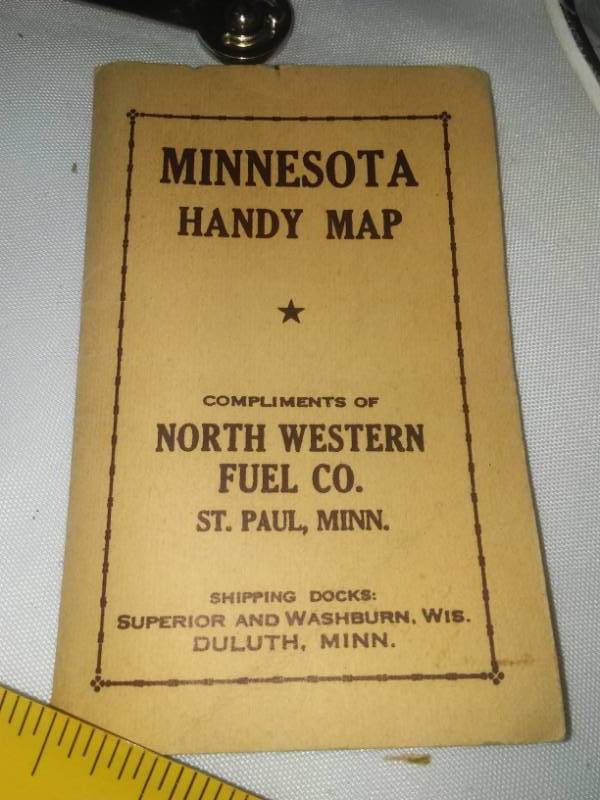 MINNESOTA
HANDY MAP
★
COMPLIMENTS OF
NORTH WESTERN
FUEL CO.
ST. PAUL, MINN.
SHIPPING DOCKS:
SUPERIOR AND WASHBURN, WIS.
DULUTH, MINN.